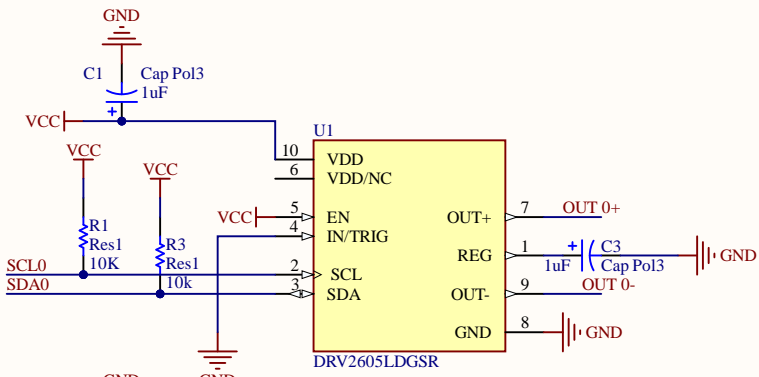 GND
C1
Cap Pol3
1uF
VCC
U1
VCC
VCC
10
VDD
6
VDD/NC
VCC
5
EN
4
IN/TRIG
OUT+
7
OUT 0+
R1
Res1
10K
R3
Res1
10k
REG
1
1uF
C3
Cap Pol3
GND
SCL0
2
SCL
SDA0
3
SDA
OUT-
9
OUT 0-
GND
8
GND
DRV2605LDGSR
GND
GND